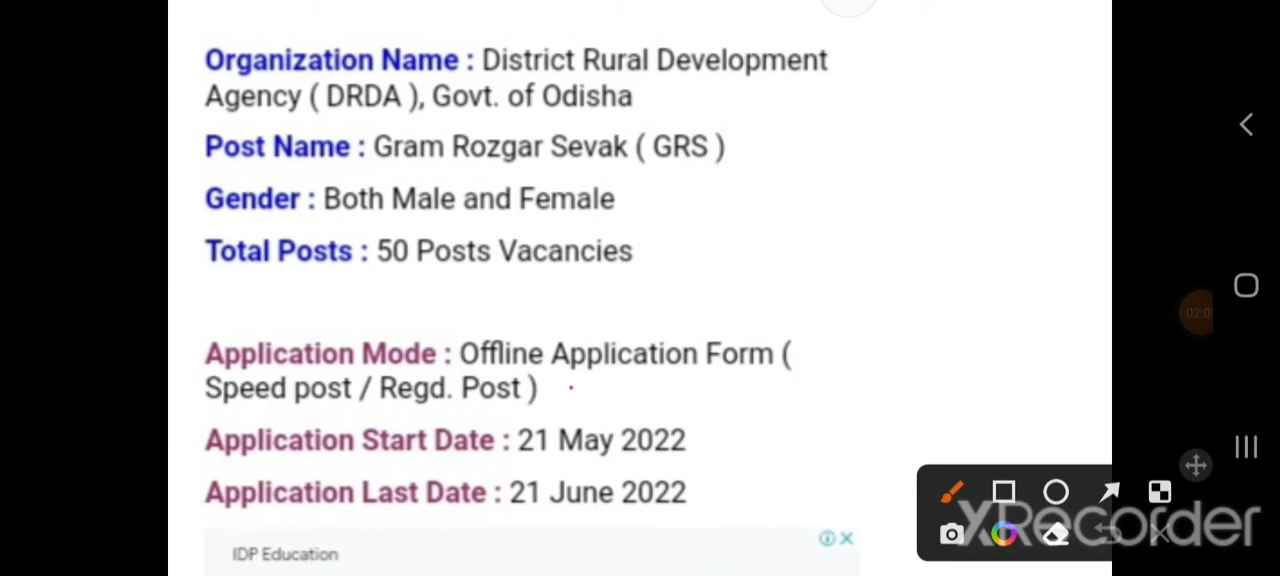 Organization Name : District Rural Development
Agency ( DRDA ), Govt. of Odisha
Post Name : Gram Rozgar Sevak ( GRS )
Gender : Both Male and Female
Total Posts : 50 Posts Vacancies
Application Mode : Offline Application Form (
Speed post / Regd. Post )
Application Start Date : 21 May 2022
Application Last Date : 21 June 2022
IDP Education
XRecorder